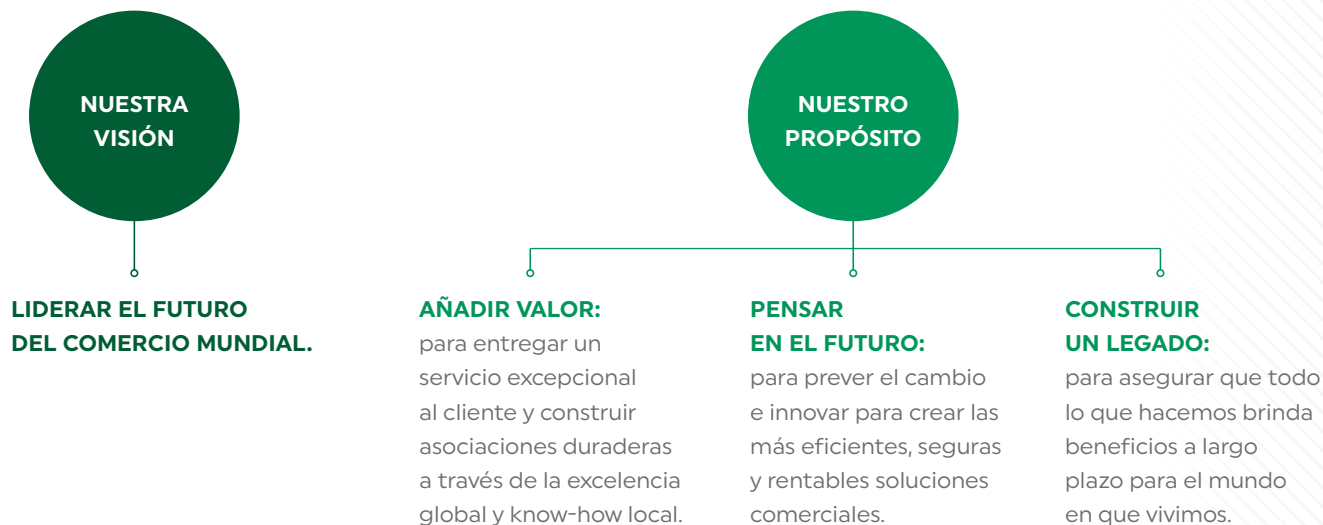 NUESTRA
VISIÓN
LIDERAR EL FUTURO
DEL COMERCIO MUNDIAL.
NUESTRO
PROPÓSITO
AÑADIR VALOR:
para entregar un
servicio excepcional
al cliente y construir
asociaciones duraderas
a través de la excelencia
global y know-how local.
PENSAR
EN EL FUTURO:
para prever el cambio
e innovar para crear las
más eficientes, seguras
y rentables soluciones
comerciales.
CONSTRUIR
UN LEGADO:
para asegurar que todo
lo que hacemos brinda
beneficios a largo
plazo para el mundo
en que vivimos.